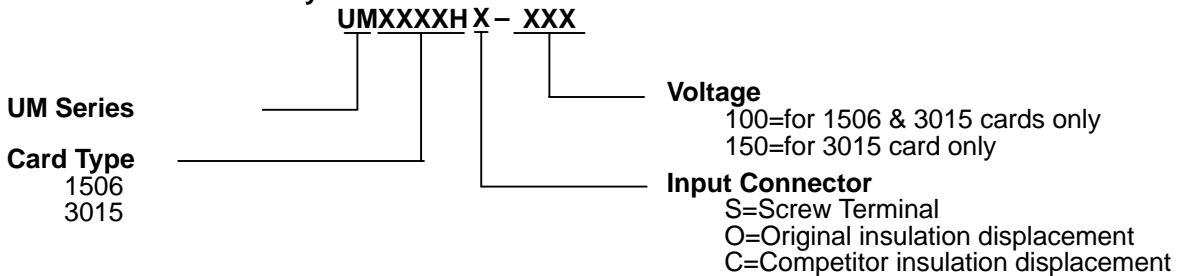 y
UMXXXXH X – XXX
UM Series
Card Type
1506
3015
Voltage
100=for 1506 & 3015 cards only
150=for 3015 card only
Input Connector
S=Screw Terminal
O=Original insulation displacement
C=Competitor insulation displacement